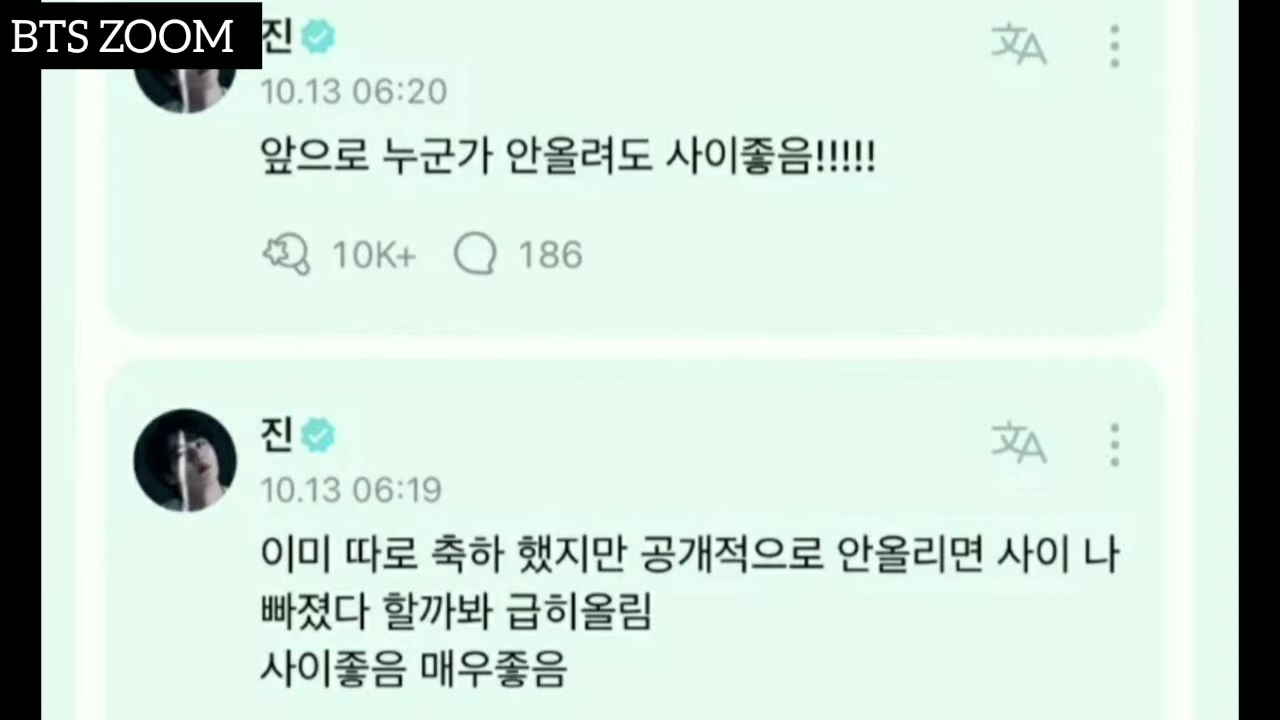 BTS ZOOM
진
10.13 06:20
앞으로 누군가 안올려도 사이좋음!!!!!
10K+ 186
진
10.13 06:19
이미 따로 축하 했지만 공개적으로 안올리면 사이 나
빠졌다 할까봐 급히올림
사이좋음 매우좋음